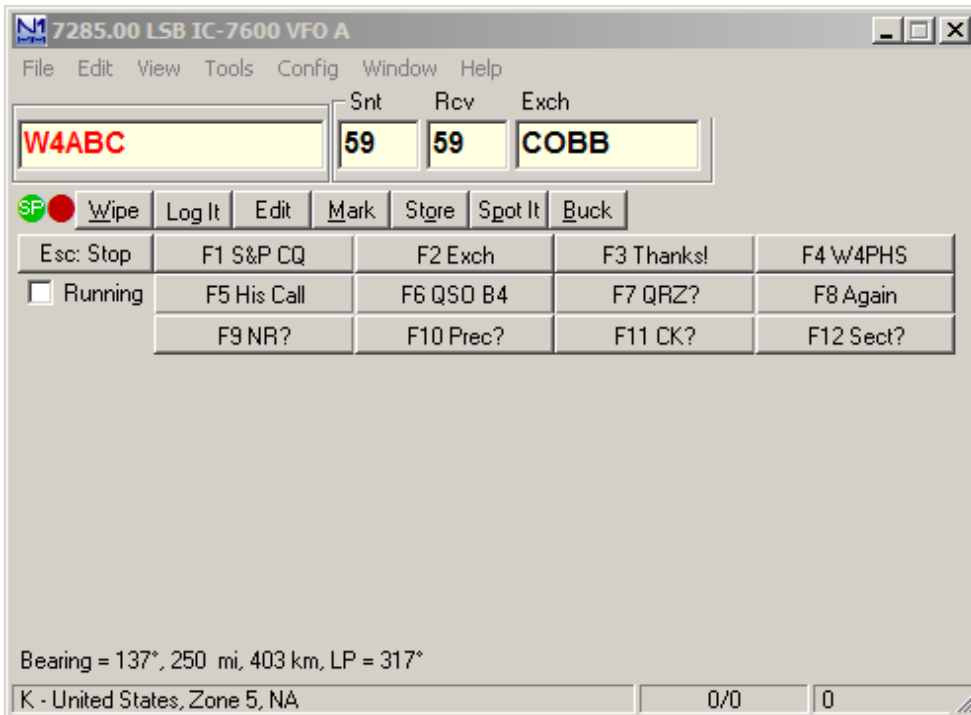 N1 MM 7285.00 LSB IC-7600 VFO A
File Edit View Tools Config Window Help
Snt Rcv Exch
W4ABC 59 59 COBB
SP Wipe Log It Edit Mark Store Spot It Buck
Esc: Stop F1 S&P CQ F2 Exch F3 Thanks! F4 W4PHS
Running F5 His Call F6 QSO B4 F7 QRZ? F8 Again
F9 NR? F10 Prec? F11 CK? F12 Sect?
Bearing = 137°, 250 mi, 403 km, LP = 317°
K - United States, Zone 5, NA 0/0 0